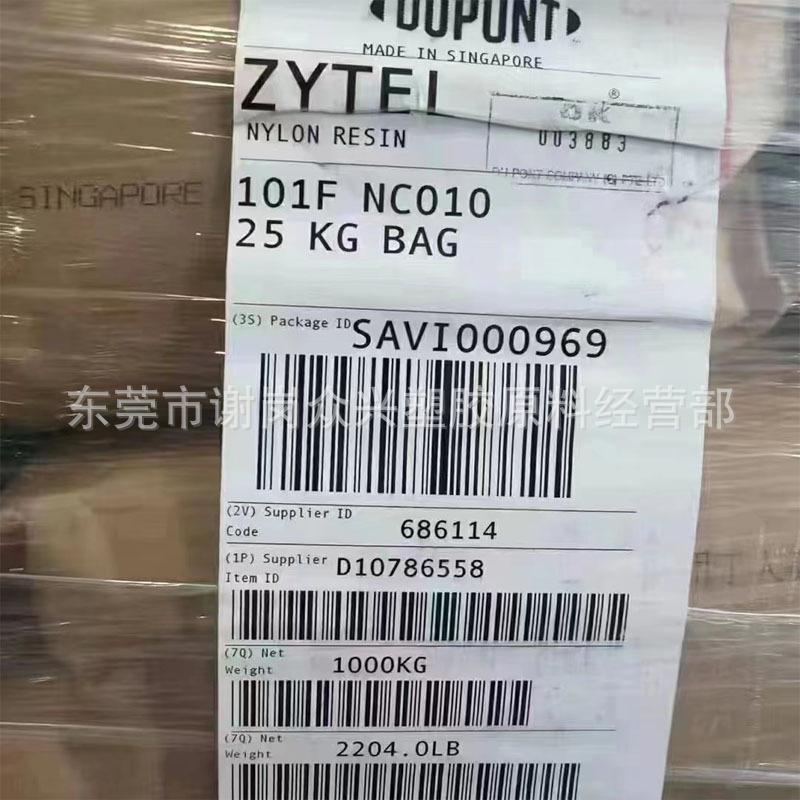 DUPONT
MADE IN SINGAPORE
ZYTEL
®
NYLON RESIN
003883
SINGAPORE
101F NC010
25 KG BAG
(3S) Package ID SAVI000969
东莞市谢岗众兴塑胶原料经营部
(2V) Supplier ID
Code 686114
(1P) Supplier
Item ID D10786558
(7Q) Net
Weight 1000KG
(7Q) Net
Weight 2204.0LB